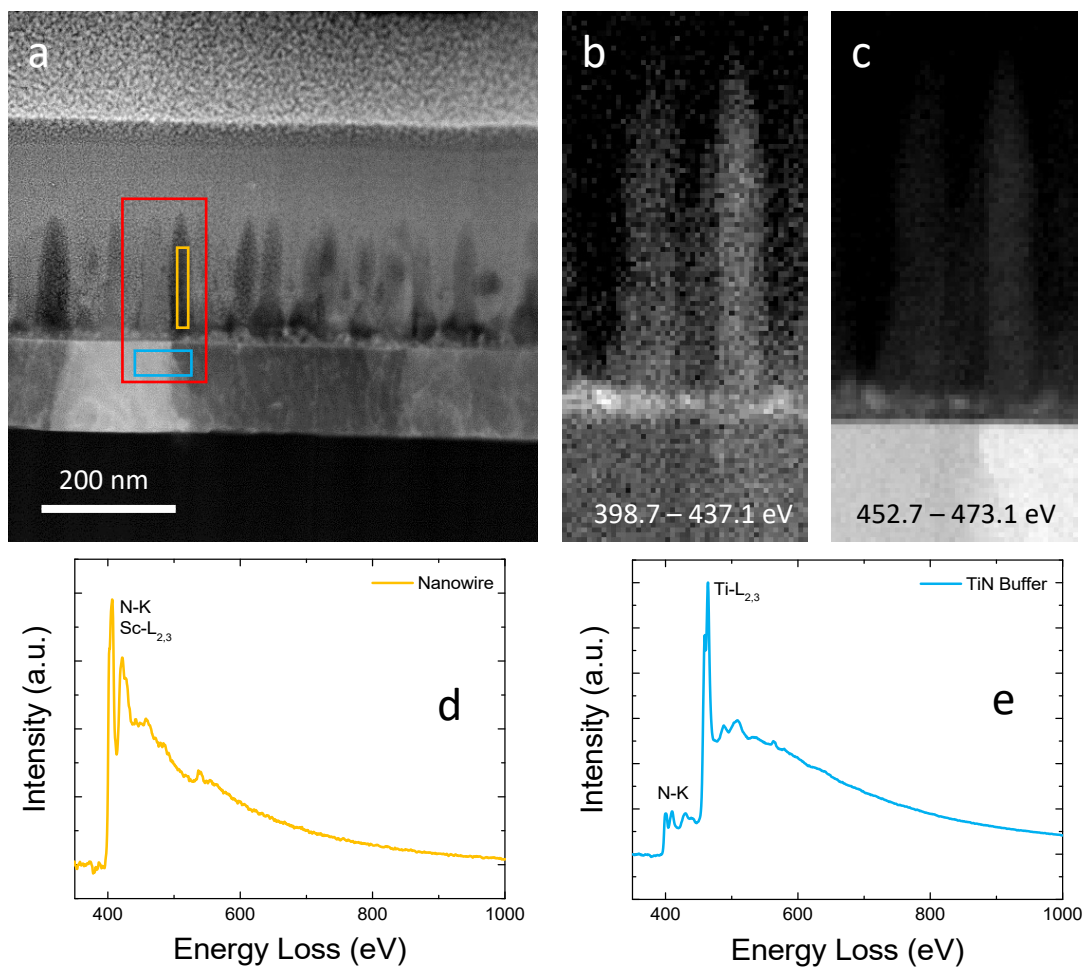 a
b
c
200 nm
398.7 – 437.1 eV
452.7 – 473.1 eV
Nanowire
N-K
Sc-L2,3
d
Intensity (a.u.)
400 600 800 1000
Energy Loss (eV)
TiN Buffer
Ti-L2,3
N-K
e
Intensity (a.u.)
400 600 800 1000
Energy Loss (eV)